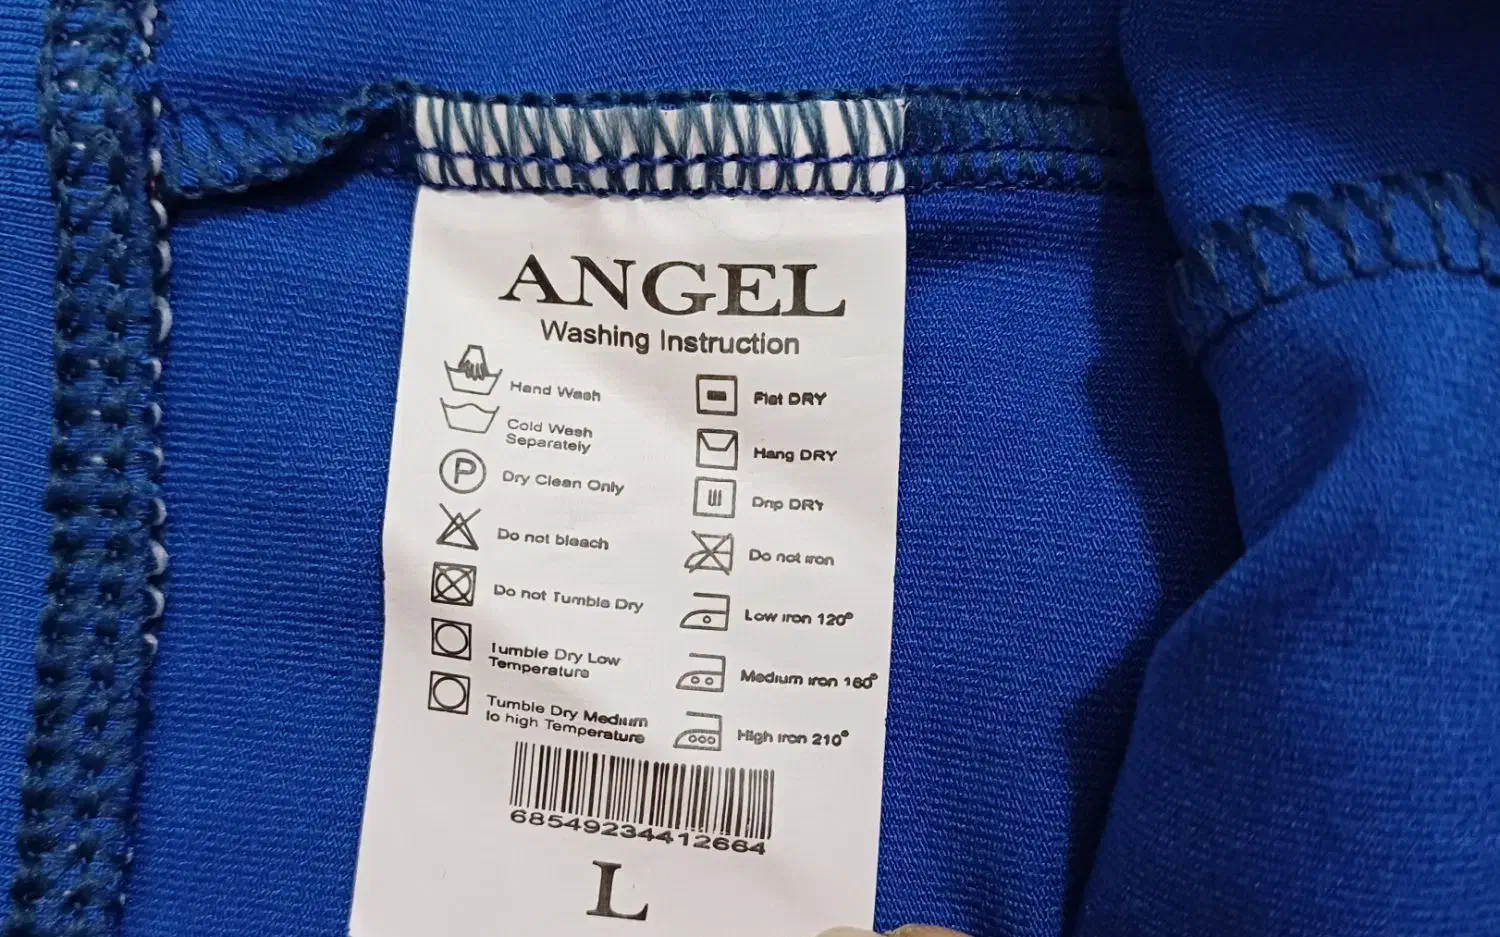 ANGEL
Washing Instruction
Hand Wash
Cold Wash
Separately
P
Dry Clean Only
Do not bleach
Do not Tumble Dry
Tumble Dry Low
Temperature
Tumble Dry Medium
lo high Temperature
Flat DRY
Hang DRY
Drip DRY
Do not iron
Low iron 120°
Medium iron 160°
High iron 210°
68549234412664
L